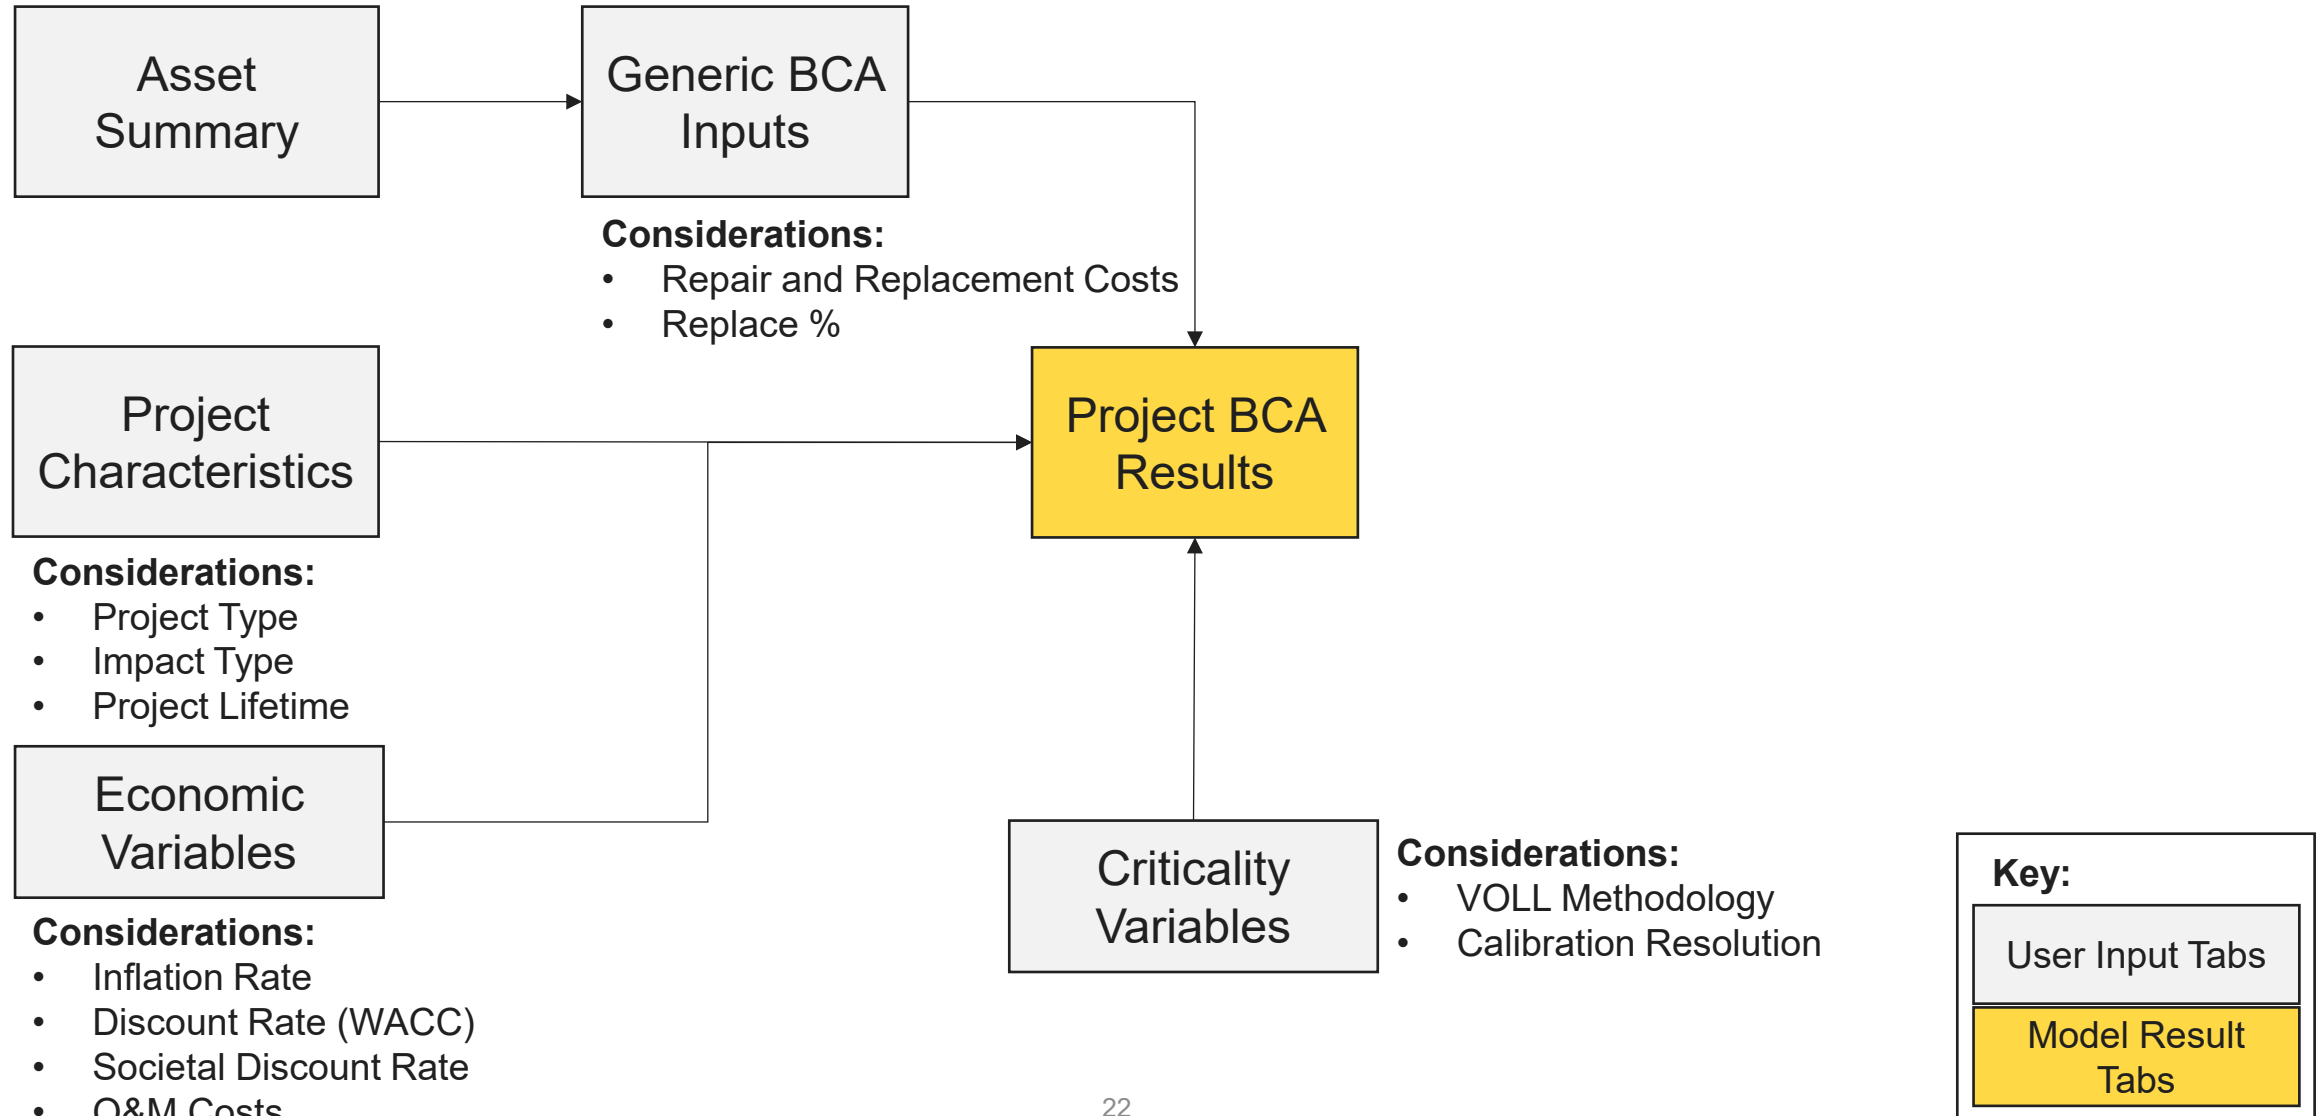 Asset
Summary
Generic BCA
Inputs
Considerations:
• Repair and Replacement Costs
• Replace %
Project
Characteristics
Project BCA
Results
Considerations:
• Project Type
• Impact Type
• Project Lifetime
Economic
Variables
Considerations:
• Inflation Rate
• Discount Rate (WACC)
• Societal Discount Rate
• O&M Costs
Criticality
Variables
Considerations:
• VOLL Methodology
• Calibration Resolution
Key:
User Input Tabs
Model Result
Tabs
22